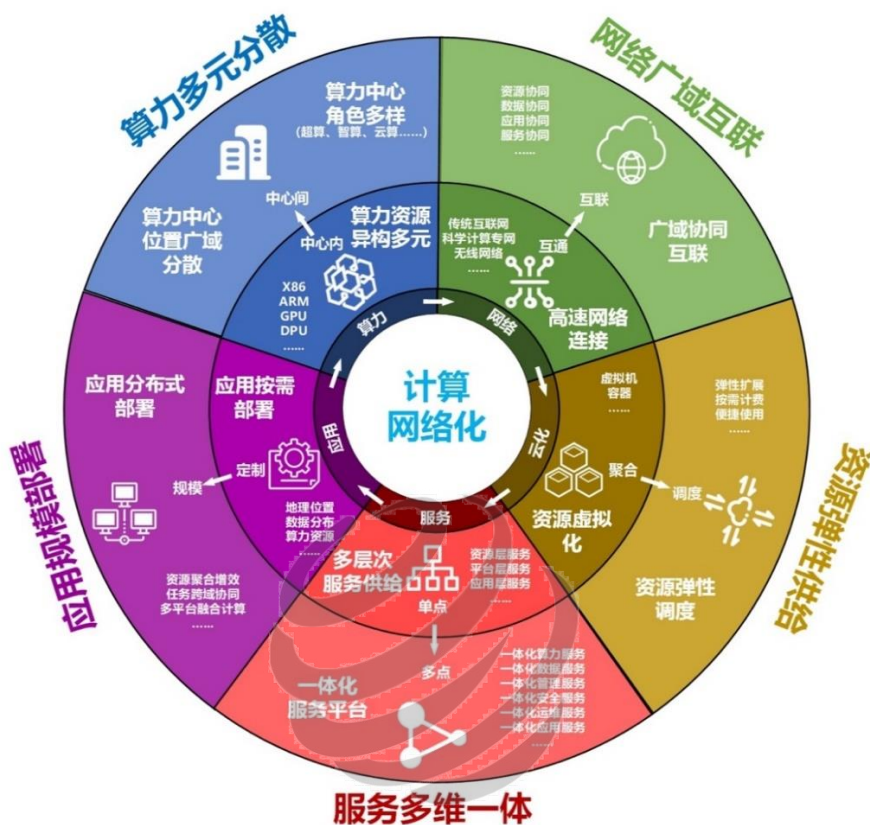 算力多元分散
算力中心
角色多样
(超算、智算、云算……)
中心间
算力中心
位置广域
分散
算力资源
异构多元
中心内
X86
ARM
GPU
DPU
……
算力
网络广域互联
资源协同
数据协同
应用协同
服务协同
……
互联
广域协同
互联
传统互联网
科学计算专网
无线网络
……
互通
高速网络
连接
网络
计算
网络化
资源弹性供给
弹性扩展
按需计费
便捷使用
……
调度
资源弹性
调度
虚拟机
容器
……
聚合
资源虚拟
化
云化
服务多维一体
服务
多层次
服务供给
资源层服务
平台层服务
应用层服务
……
单点
多点
一体化
服务平台
一体化算力服务
一体化数据服务
一体化管理服务
一体化安全服务
一体化运维服务
一体化应用服务
……
应用规模部署
应用分布式
部署
规模
资源聚合增效
任务跨域协同
多平台融合计算
……
应用按需
部署
定制
地理位置
数据分布
算力资源
……
应用